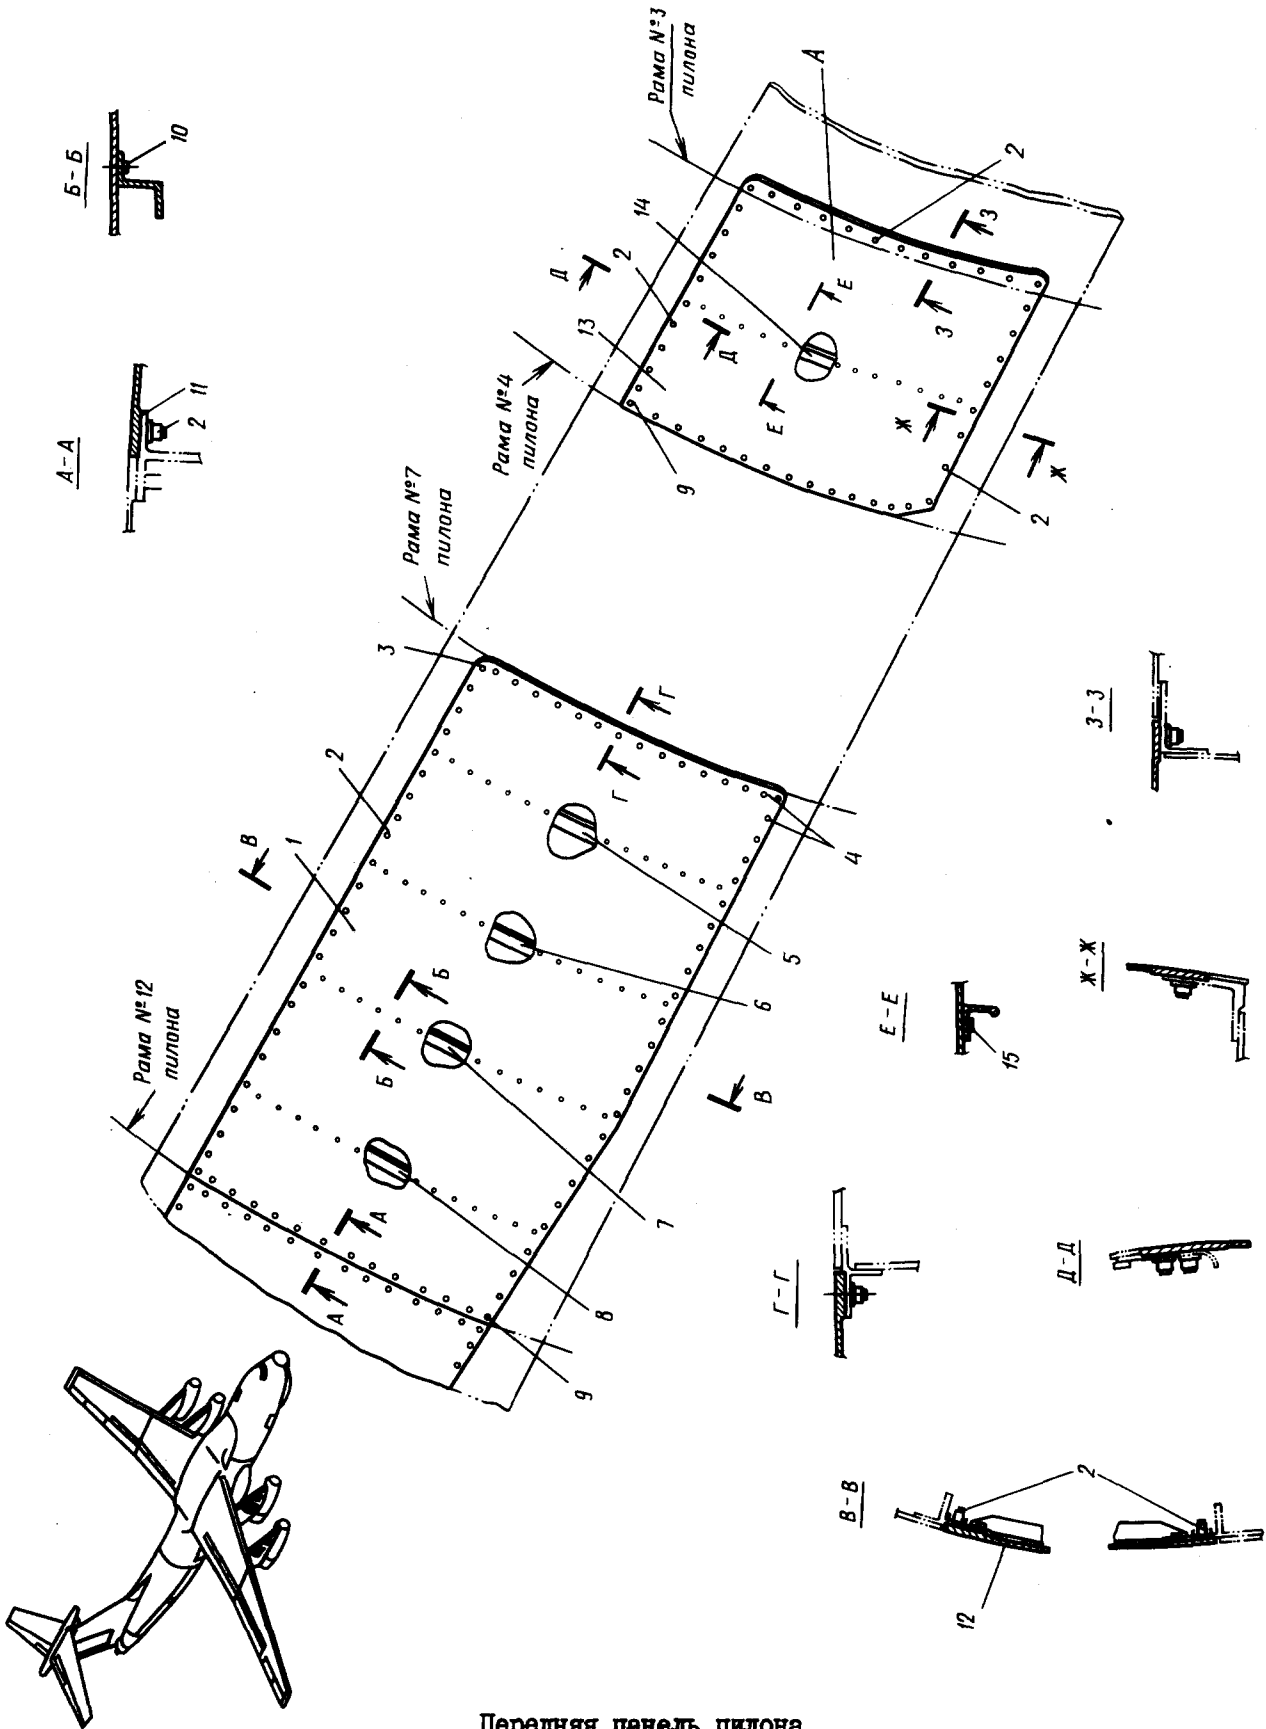 Рама №12
пилона
Рама №7
пилона
Рама №4
пилона
Рама №3
пилона
А
1
2
3
4
5
6
7
8
9
В
В
Б
Б
А
А
Г
Г
13
2
14
2
9
2
Д
Д
Е
Е
Ж
Ж
З
З
А-А
11
2
Б-Б
10
В-В
2
12
Г-Г
Д-Д
Е-Е
15
Ж-Ж
З-З
Передняя панель пилона